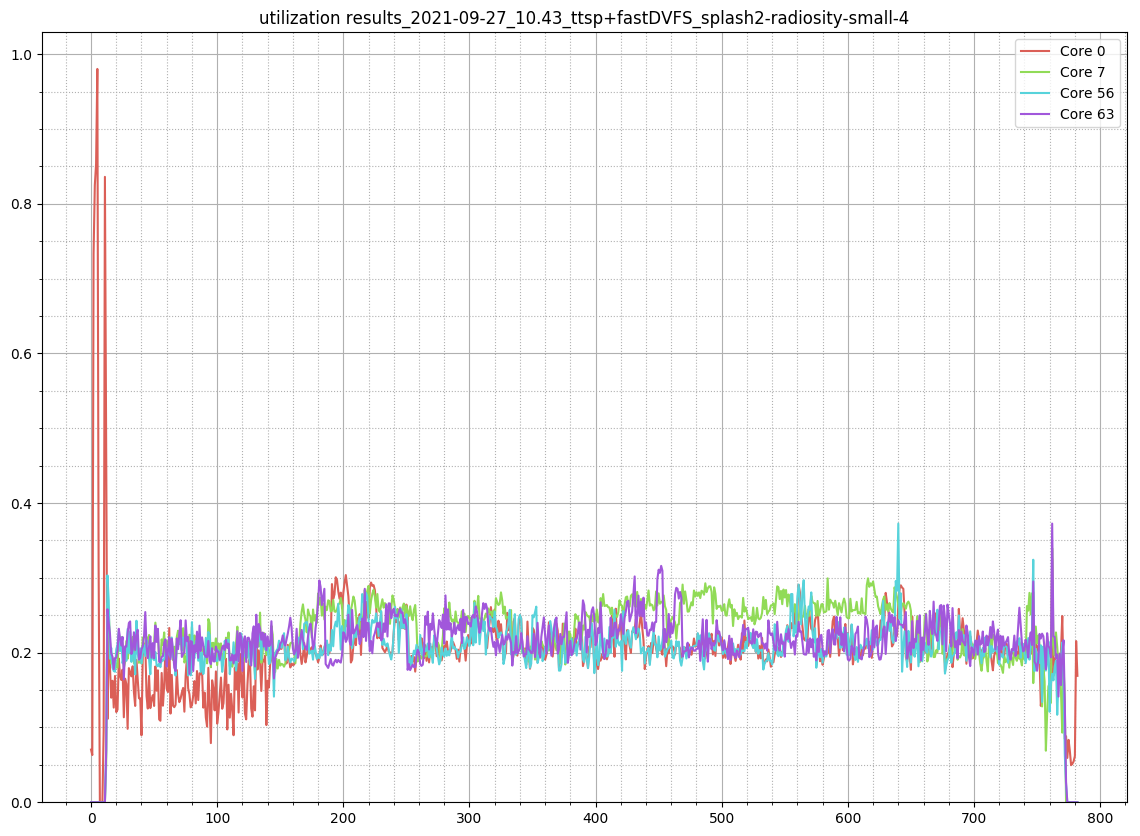 utilization results_2021-09-27_10.43_ttsp+fastDVFS_splash2-radiosity-small-4
Core 0
Core 7
Core 56
Core 63
1.0
0.8
0.6
0.4
0.2
0.0
0 100 200 300 400 500 600 700 800